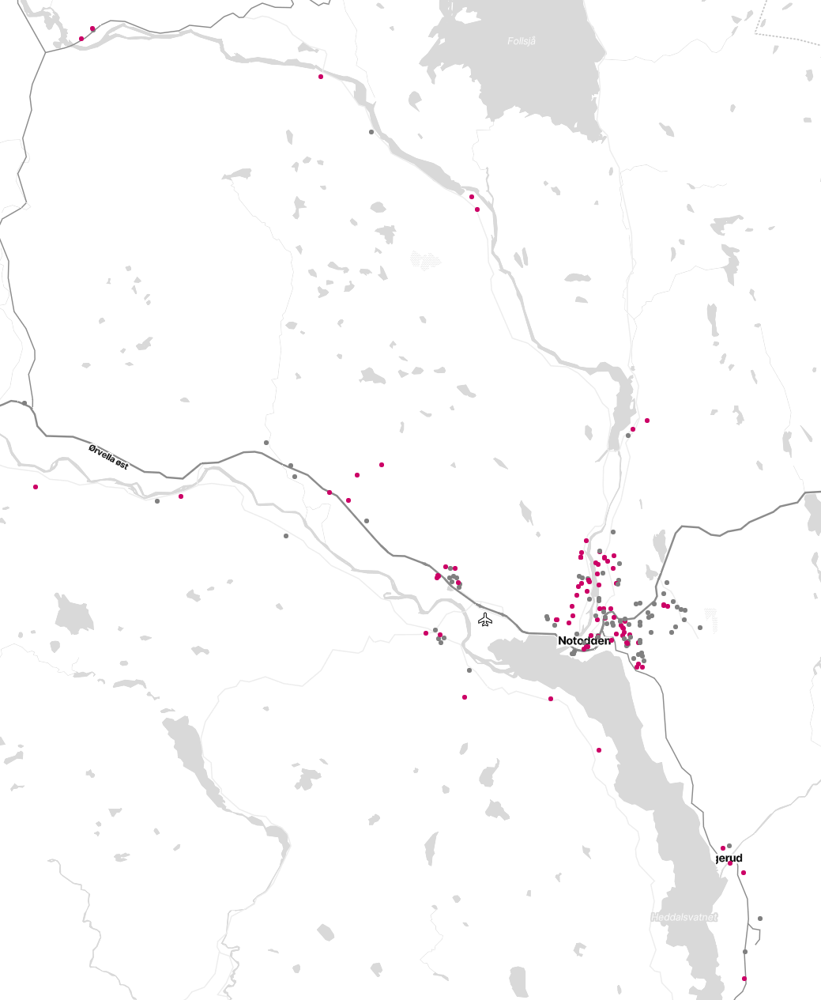 Follsjå
Ørvella øst
Notodden
gerud
Heddalsvatnet